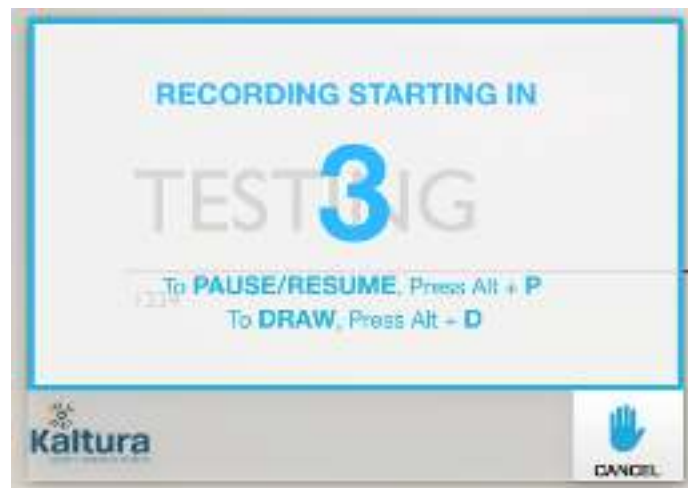 RECORDING STARTING IN
3
TESTING
To PAUSE/RESUME, Press Alt + P
To DRAW, Press Alt + D
Kaltura
CANCEL